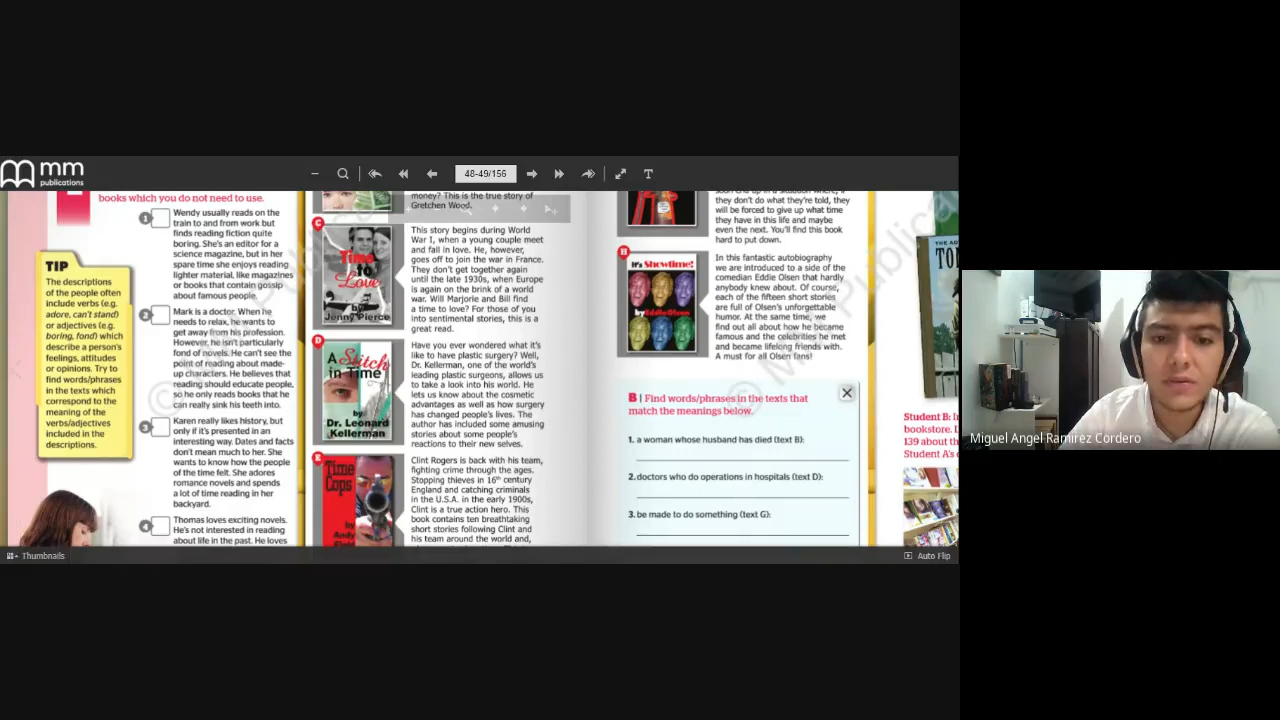 mm
publications
48-49/156
books which you do not need to use.
TIP
The descriptions
of the people often
include verbs (e.g.
adore, can't stand)
or adjectives (e.g.
boring, fond) which
describe a person's
feelings, attitudes
or opinions. Try to
find words/phrases
in the texts which
correspond to the
meaning of the
verbs/adjectives
included in the
descriptions.
1
Wendy usually reads on the
train to and from work but
finds reading fiction quite
boring. She's an editor for a
science magazine, but in her
spare time she enjoys reading
lighter material, like magazines
or books that contain gossip
about famous people.
2
Mark is a doctor. When he
needs to relax, he wants to
get away from his profession.
However, he isn't particularly
fond of novels. He can't see the
point of reading about made-
up characters. He believes that
reading should educate people,
so he only reads books that he
can really sink his teeth into.
3
Karen really likes history, but
only if it's presented in an
interesting way. Dates and facts
don't mean much to her. She
wants to know how the people
of the time felt. She adores
romance novels and spends
a lot of time reading in her
backyard.
4
Thomas loves exciting novels.
He's not interested in reading
about life in the past. He loves
money? This is the true story of
Gretchen Wood.
C
Time
to
Love
by
Jenny Pierce
This story begins during World
War I, when a young couple meet
and fall in love. He, however,
goes off to join the war in France.
They don't get together again
until the late 1930s, when Europe
is again on the brink of a world
war. Will Marjorie and Bill find
a time to love? For those of you
into sentimental stories, this is a
great read.
D
A Stitch
in Time
by
Dr. Leonard
Kellerman
Have you ever wondered what it's
like to have plastic surgery? Well,
Dr. Kellerman, one of the world's
leading plastic surgeons, allows us
to take a look into his world. He
lets us know about the cosmetic
advantages as well as how surgery
has changed people's lives. The
author has included some amusing
stories about some people's
reactions to their new selves.
E
Time
Cops
by
Andy
Clint Rogers is back with his team,
fighting crime through the ages.
Stopping thieves in 16th century
England and catching criminals
in the U.S.A. in the early 1900s,
Clint is a true action hero. This
book contains ten breathtaking
short stories following Clint and
his team around the world and,
they don't do what they're told, they
will be forced to give up what time
they have in this life and maybe
even the next. You'll find this book
hard to put down.
H
It's Showtime!
by Eddie Olsen
In this fantastic autobiography
we are introduced to a side of the
comedian Eddie Olsen that hardly
anybody knew about. Of course,
each of the fifteen short stories
are full of Olsen's unforgettable
humor. At the same time, we
find out all about how he became
famous and the celebrities he met
and became lifelong friends with.
A must for all Olsen fans!
B | Find words/phrases in the texts that
match the meanings below.
1. a woman whose husband has died (text B):
2. doctors who do operations in hospitals (text D):
3. be made to do something (text G):
Student B:
bookstore.
139 about
Student A's
Thumbnails
Auto Flip
Miguel Angel Ramirez Cordero